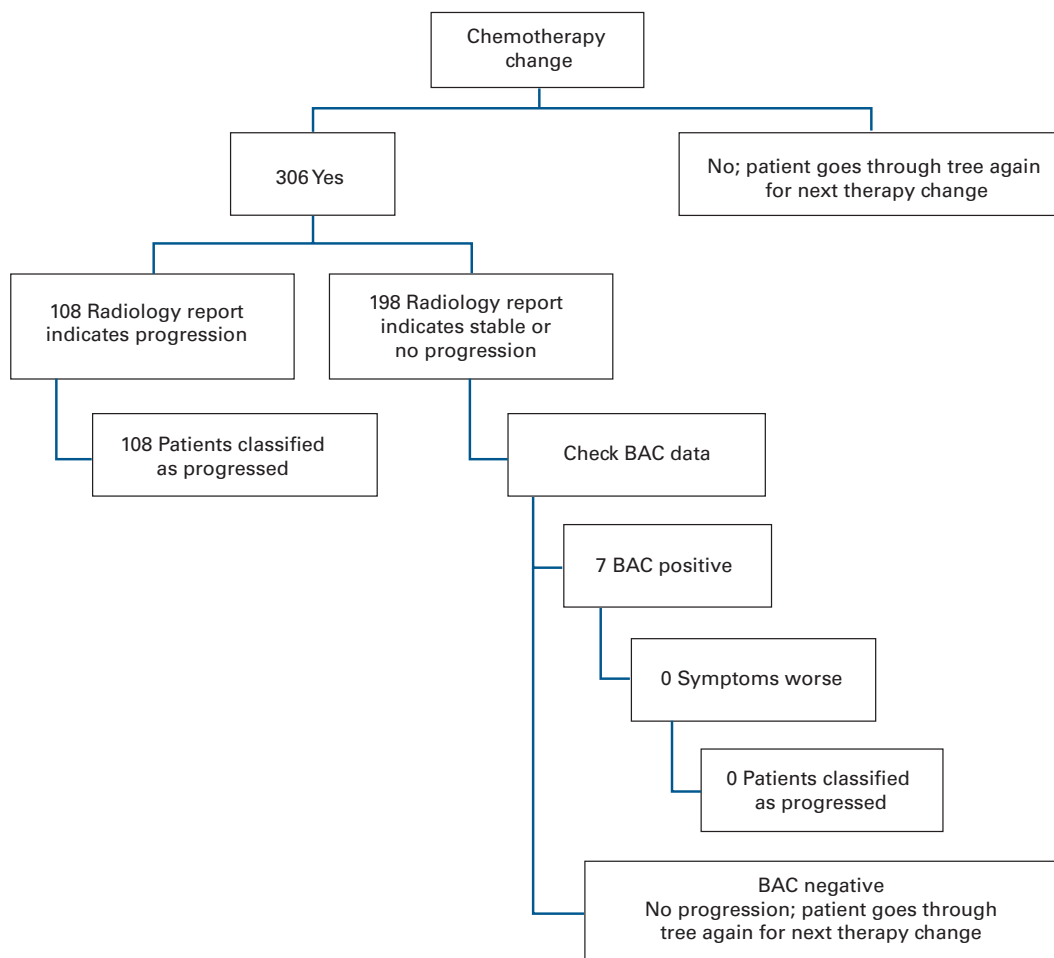 Chemotherapy
change
306 Yes
No; patient goes through tree again
for next therapy change
108 Radiology report
indicates progression
198 Radiology report
indicates stable or
no progression
108 Patients classified
as progressed
Check BAC data
7 BAC positive
0 Symptoms worse
0 Patients classified
as progressed
BAC negative
No progression; patient goes through
tree again for next therapy change